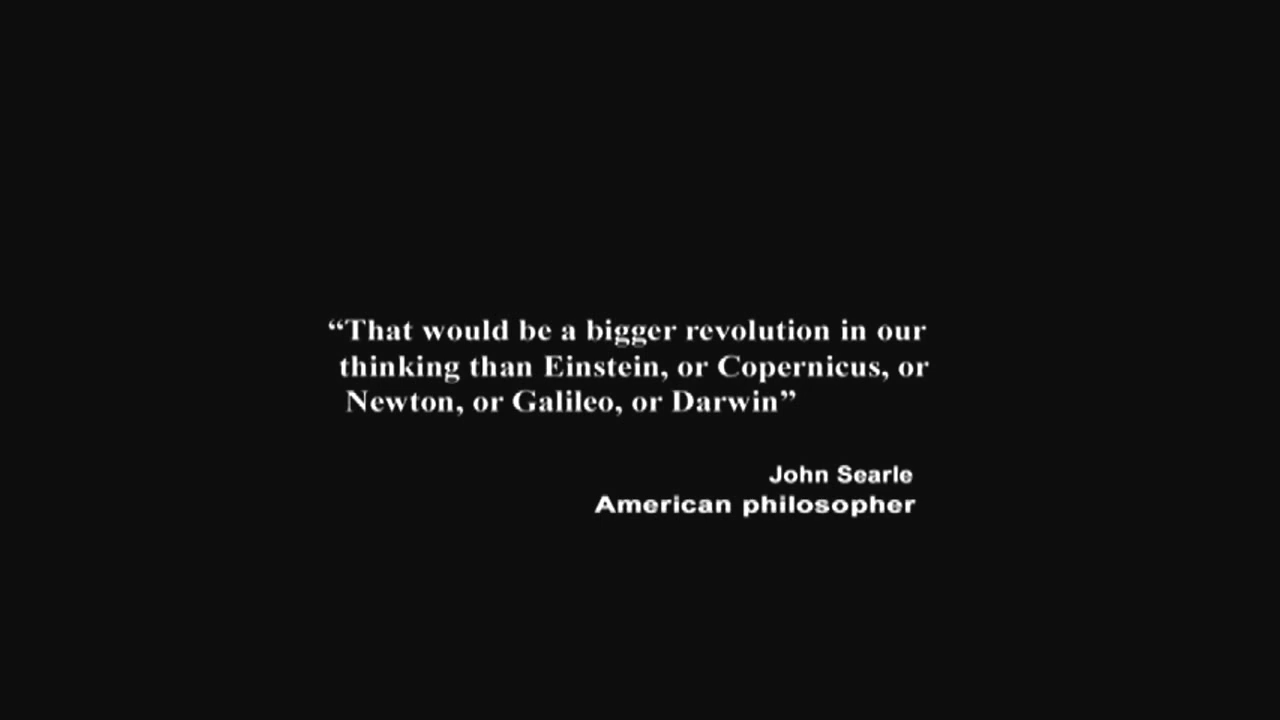 “That would be a bigger revolution in our
thinking than Einstein, or Copernicus, or
Newton, or Galileo, or Darwin”
John Searle
American philosopher